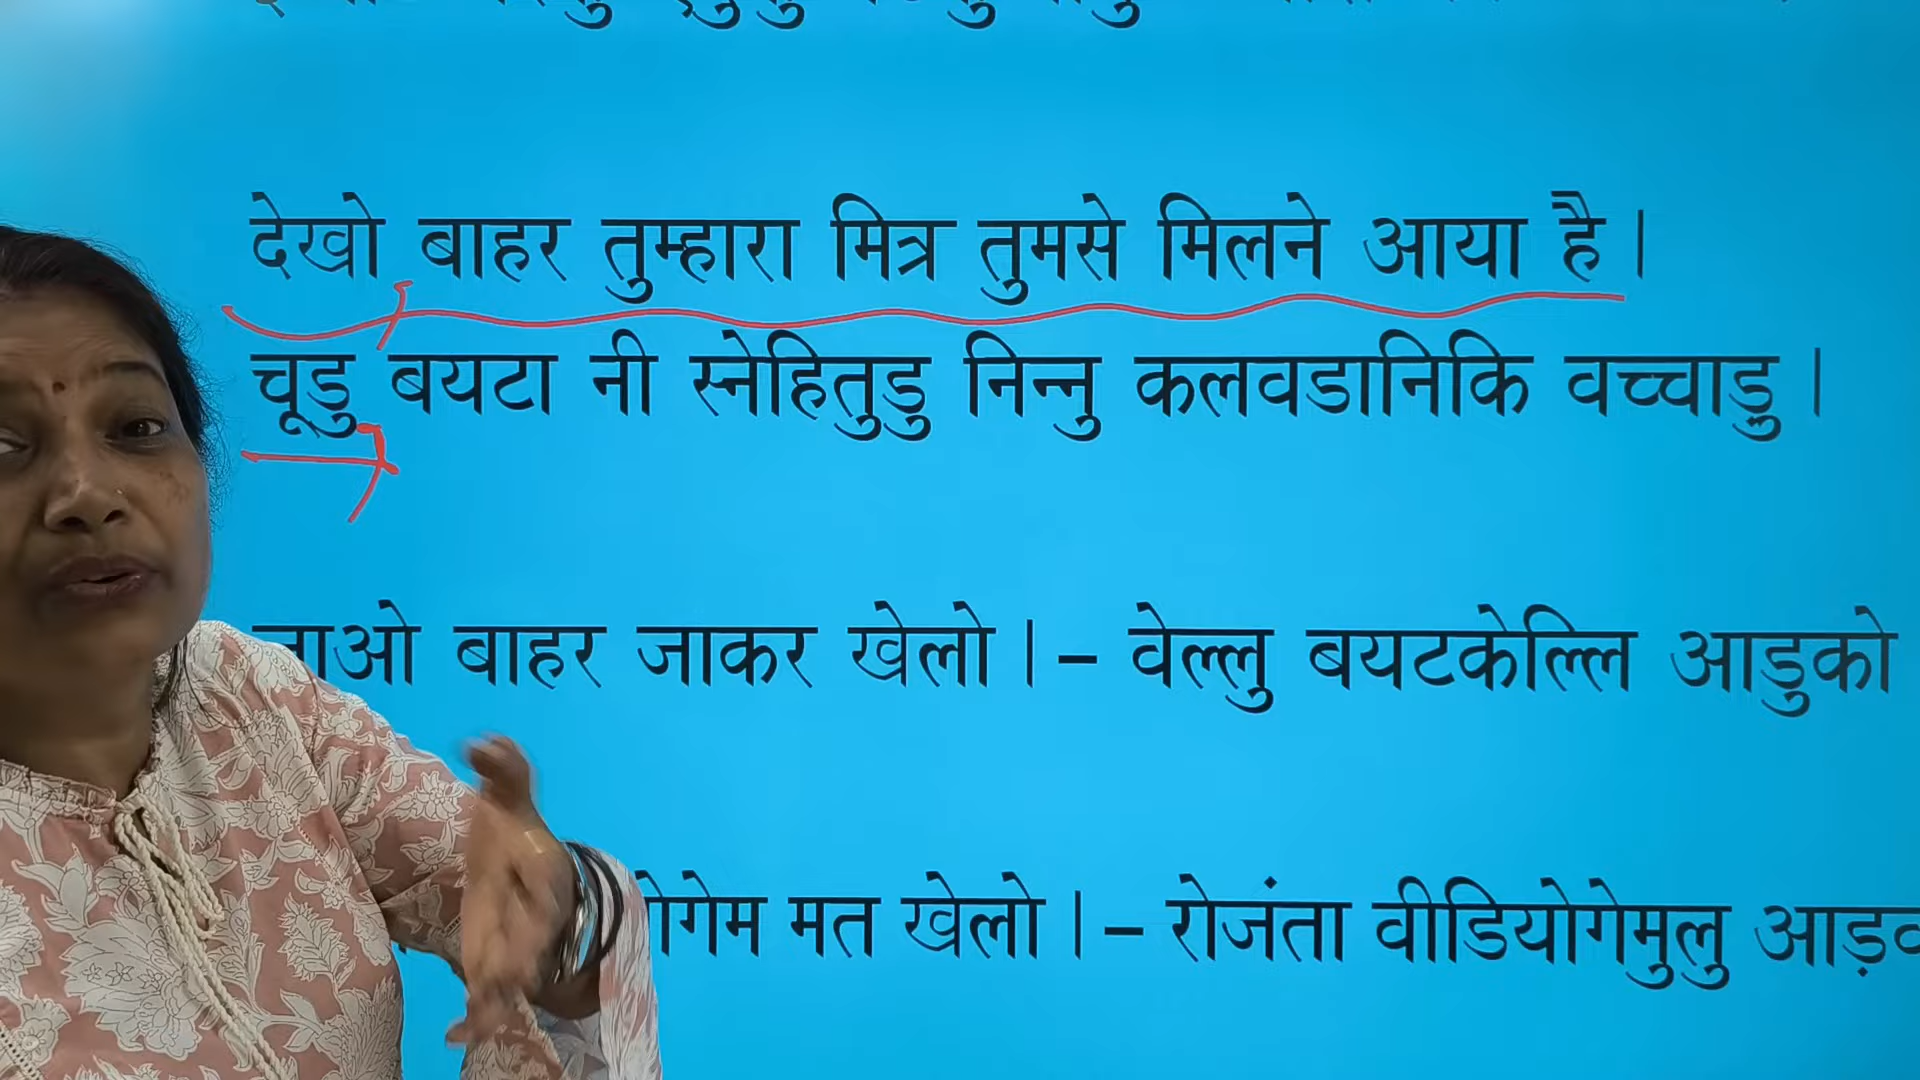 देखो बाहर तुम्हारा मित्र तुमसे मिलने आया है।
चूडु बयटा नी स्नेहितुडु निन्नु कलवडानिकि वच्चाडु।
जाओ बाहर जाकर खेलो।– वेल्लु बयटकेल्लि आडुको
मत खेलो।– रोजंता वीडियोगेमुलु